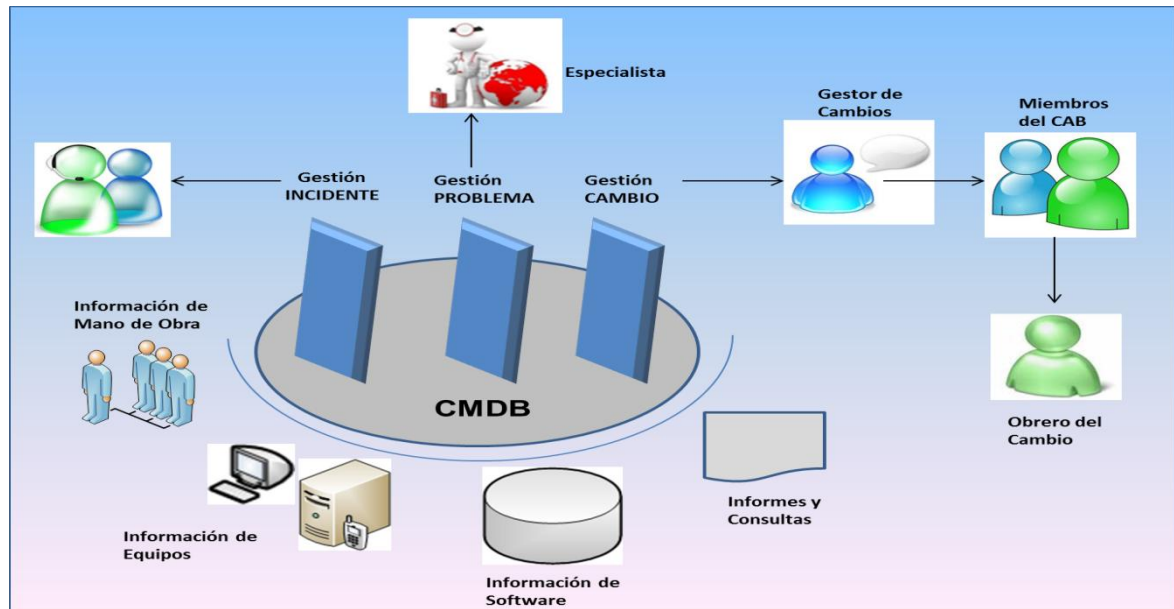 Especialista
Gestor de
Cambios
Miembros
del CAB
Gestión
INCIDENTE
Gestión
PROBLEMA
Gestión
CAMBIO
Información de
Mano de Obra
CMDB
Obrero del
Cambio
Informes y
Consultas
Información de
Equipos
Información de
Software